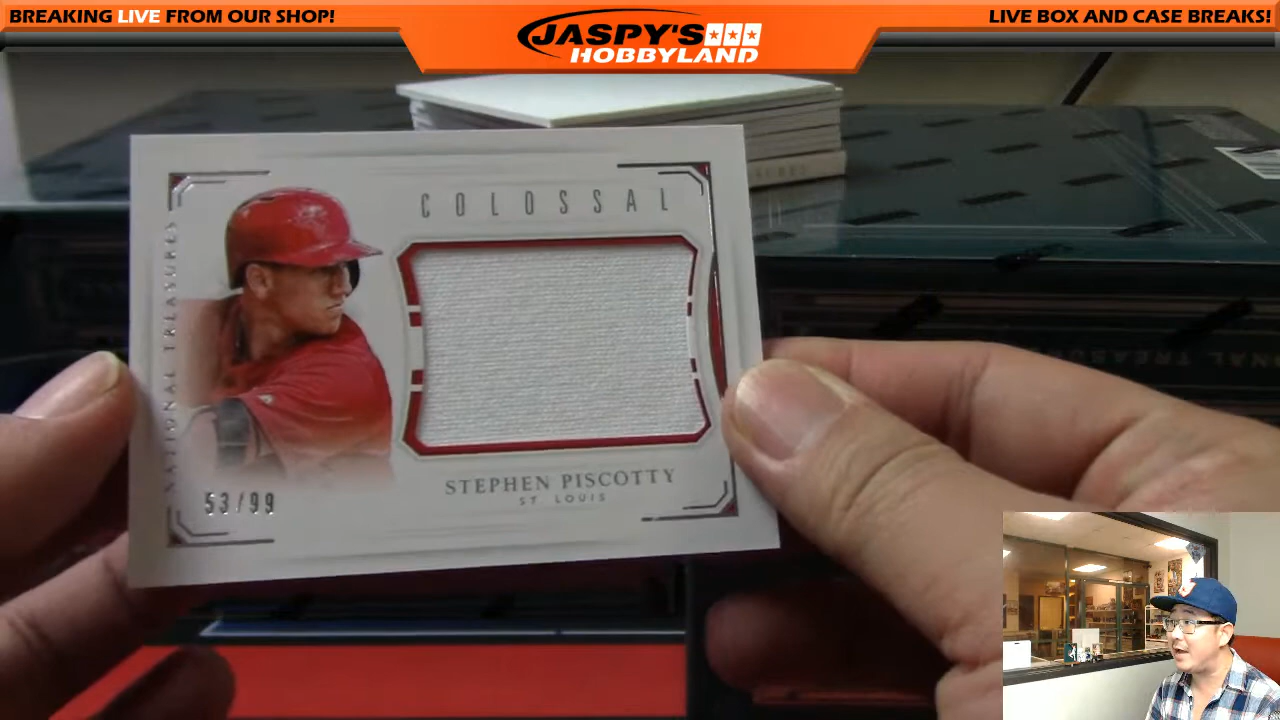 BREAKING LIVE FROM OUR SHOP!
JASPY'S
HOBBYLAND
LIVE BOX AND CASE BREAKS!
COLOSSAL
NATIONAL TREASURES
STEPHEN PISCOTTY
ST. LOUIS
53/99